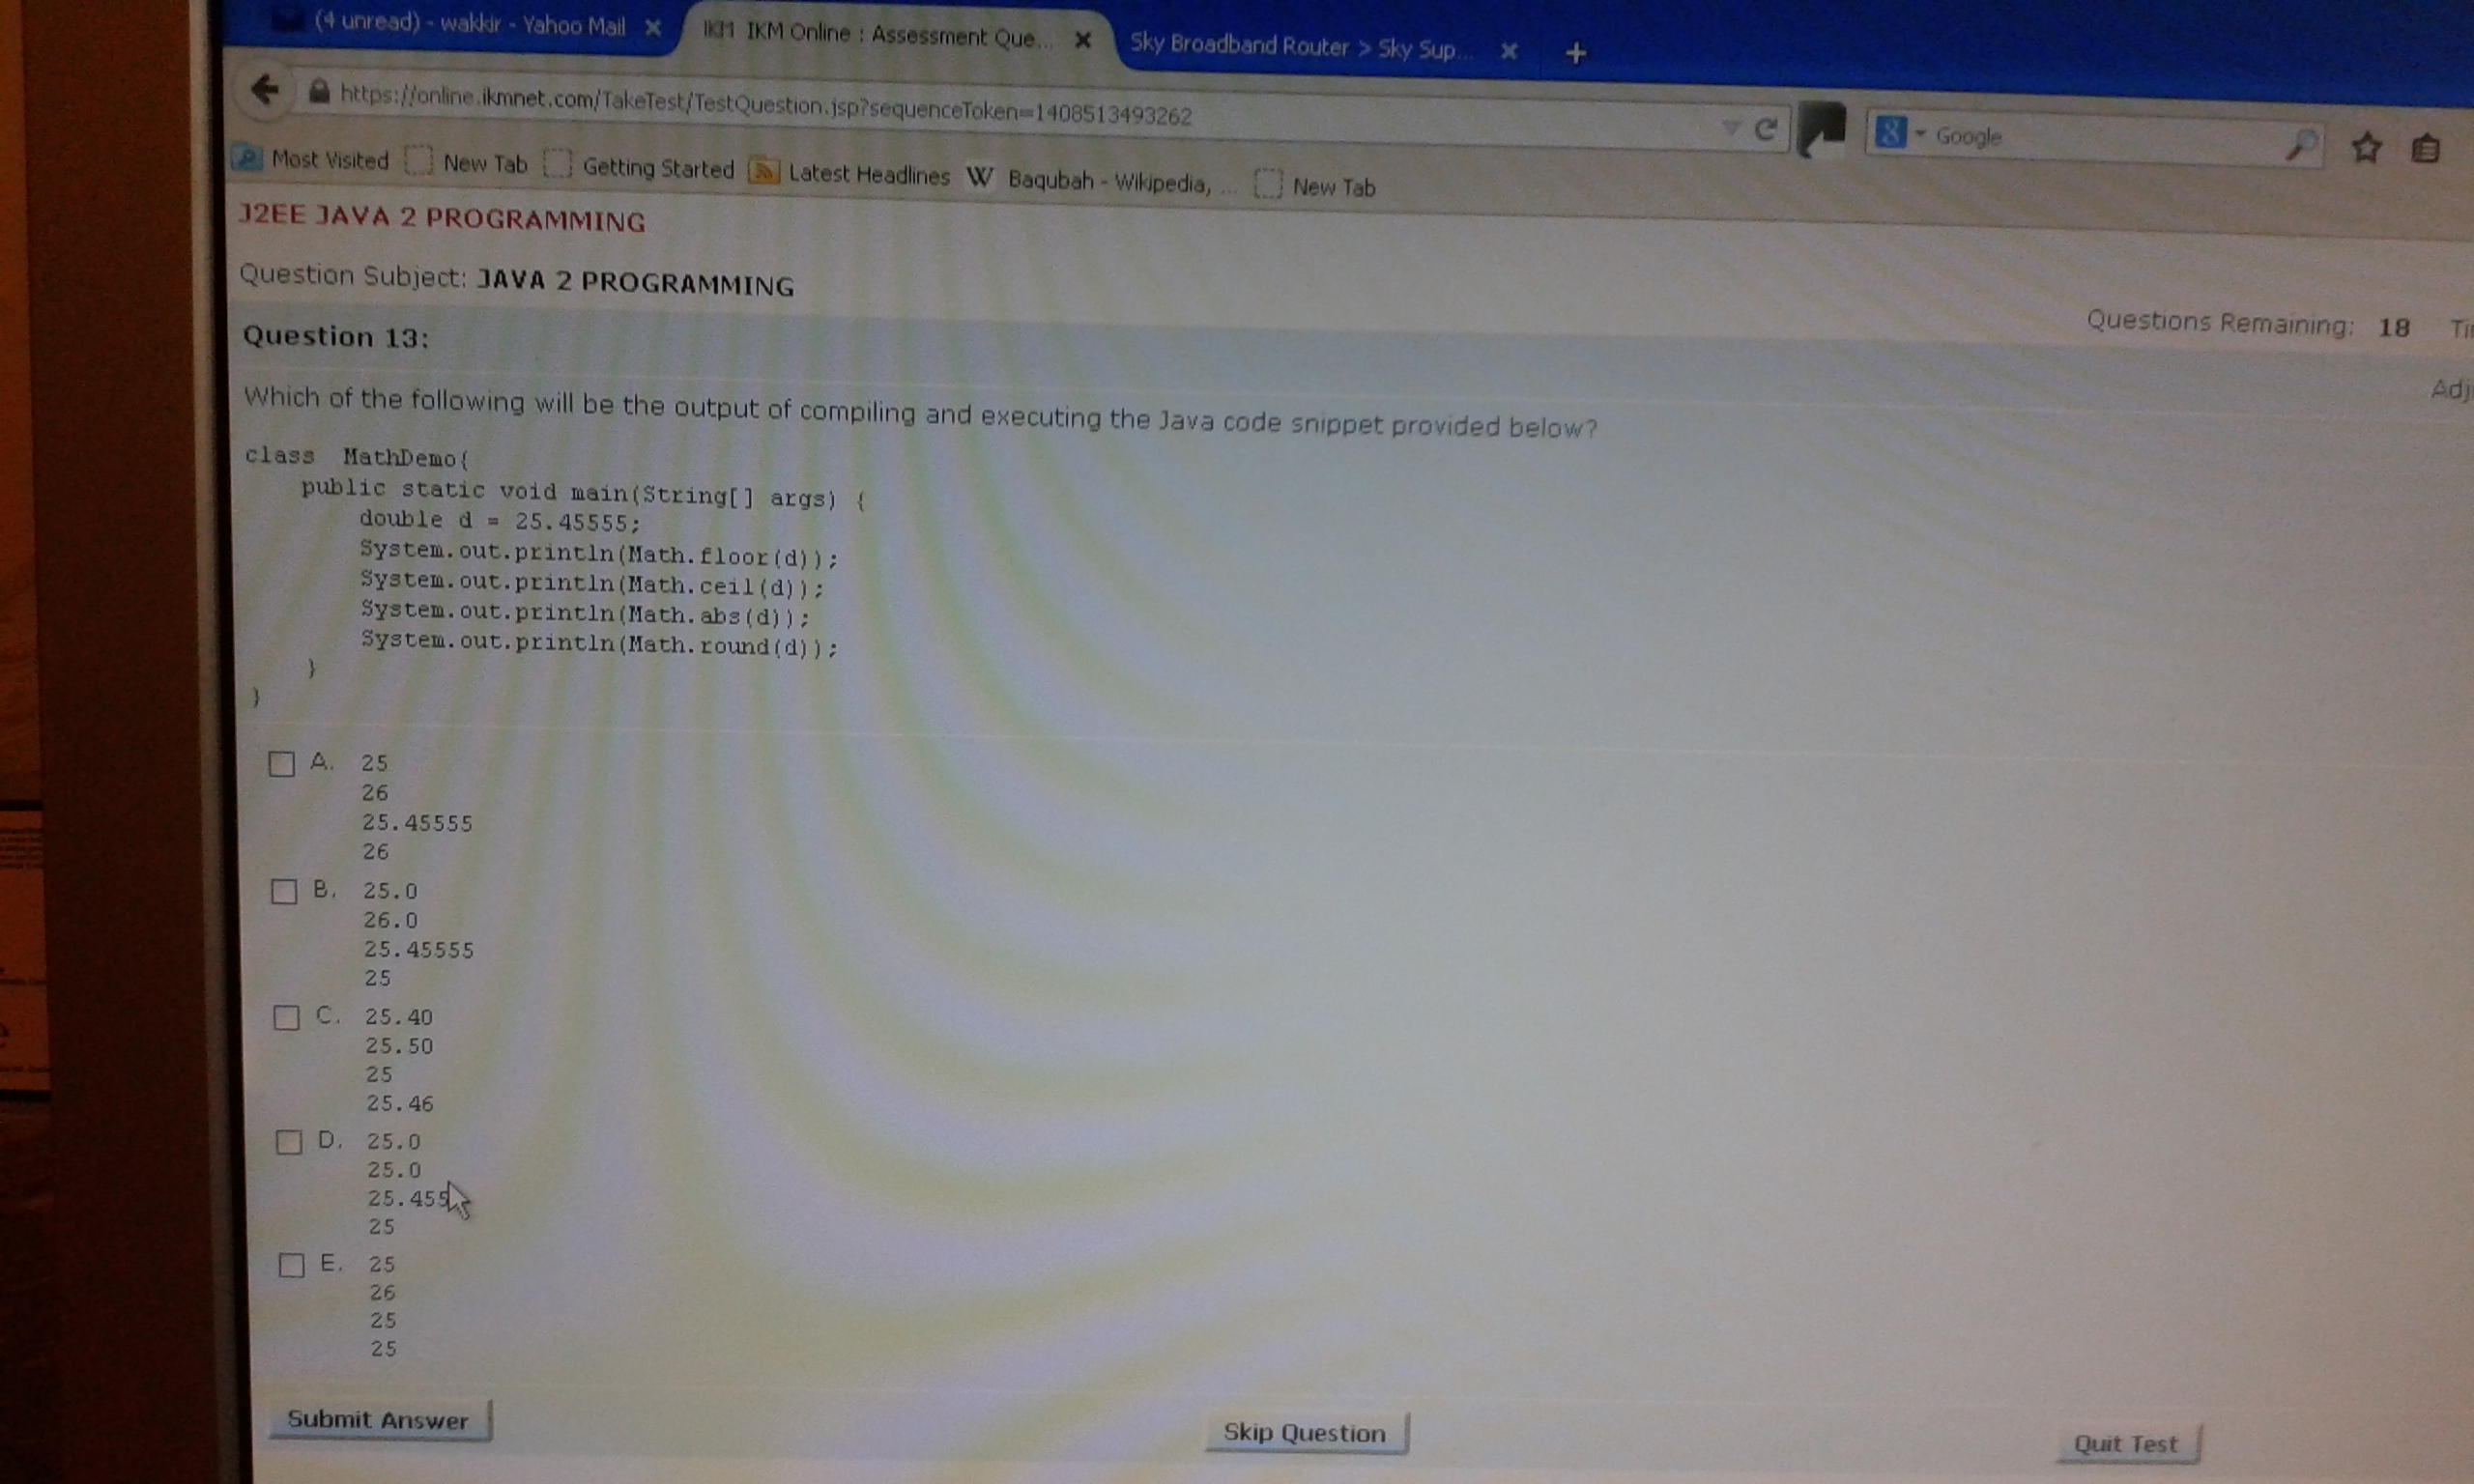 (4 unread) - wakkir - Yahoo Mail
IKM IKM Online : Assessment Que...
Sky Broadband Router > Sky Sup...
https://online.ikmnet.com/TakeTest/TestQuestion.jsp?sequenceToken=1408513493262
Google
Most Visited New Tab Getting Started Latest Headlines W Baqubah - Wikipedia, ... New Tab
J2EE JAVA 2 PROGRAMMING
Question Subject: JAVA 2 PROGRAMMING
Questions Remaining: 18
Question 13:
Which of the following will be the output of compiling and executing the Java code snippet provided below?
class MathDemo{
public static void main(String[] args) {
double d = 25.45555;
System.out.println(Math.floor(d));
System.out.println(Math.ceil(d));
System.out.println(Math.abs(d));
System.out.println(Math.round(d));
}
}
A. 25
26
25.45555
26
B. 25.0
26.0
25.45555
25
C. 25.40
25.50
25
25.46
D. 25.0
25.0
25.455
25
E. 25
26
25
25
Submit Answer
Skip Question
Quit Test